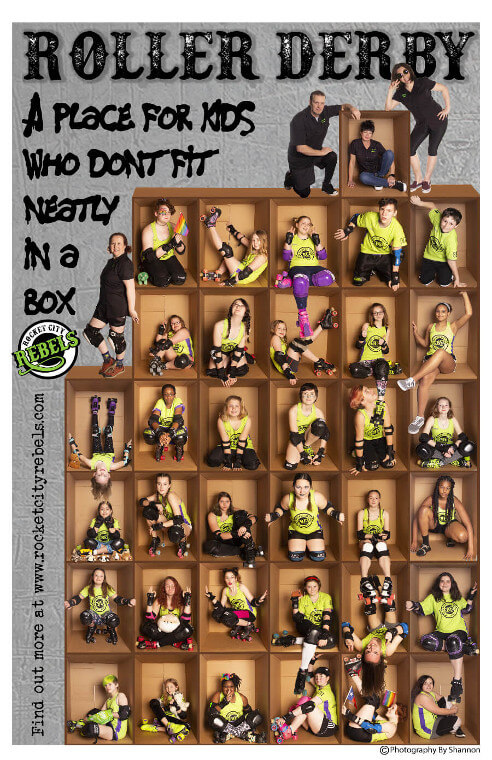 ROLLER DERBY
A PLACE FOR KIDS
WHO DONT FIT
NEATLY
IN a
BOX
ROCKET CITY
REBELS
Find out more at www.rocketcityrebels.com
©Photography By Shannon